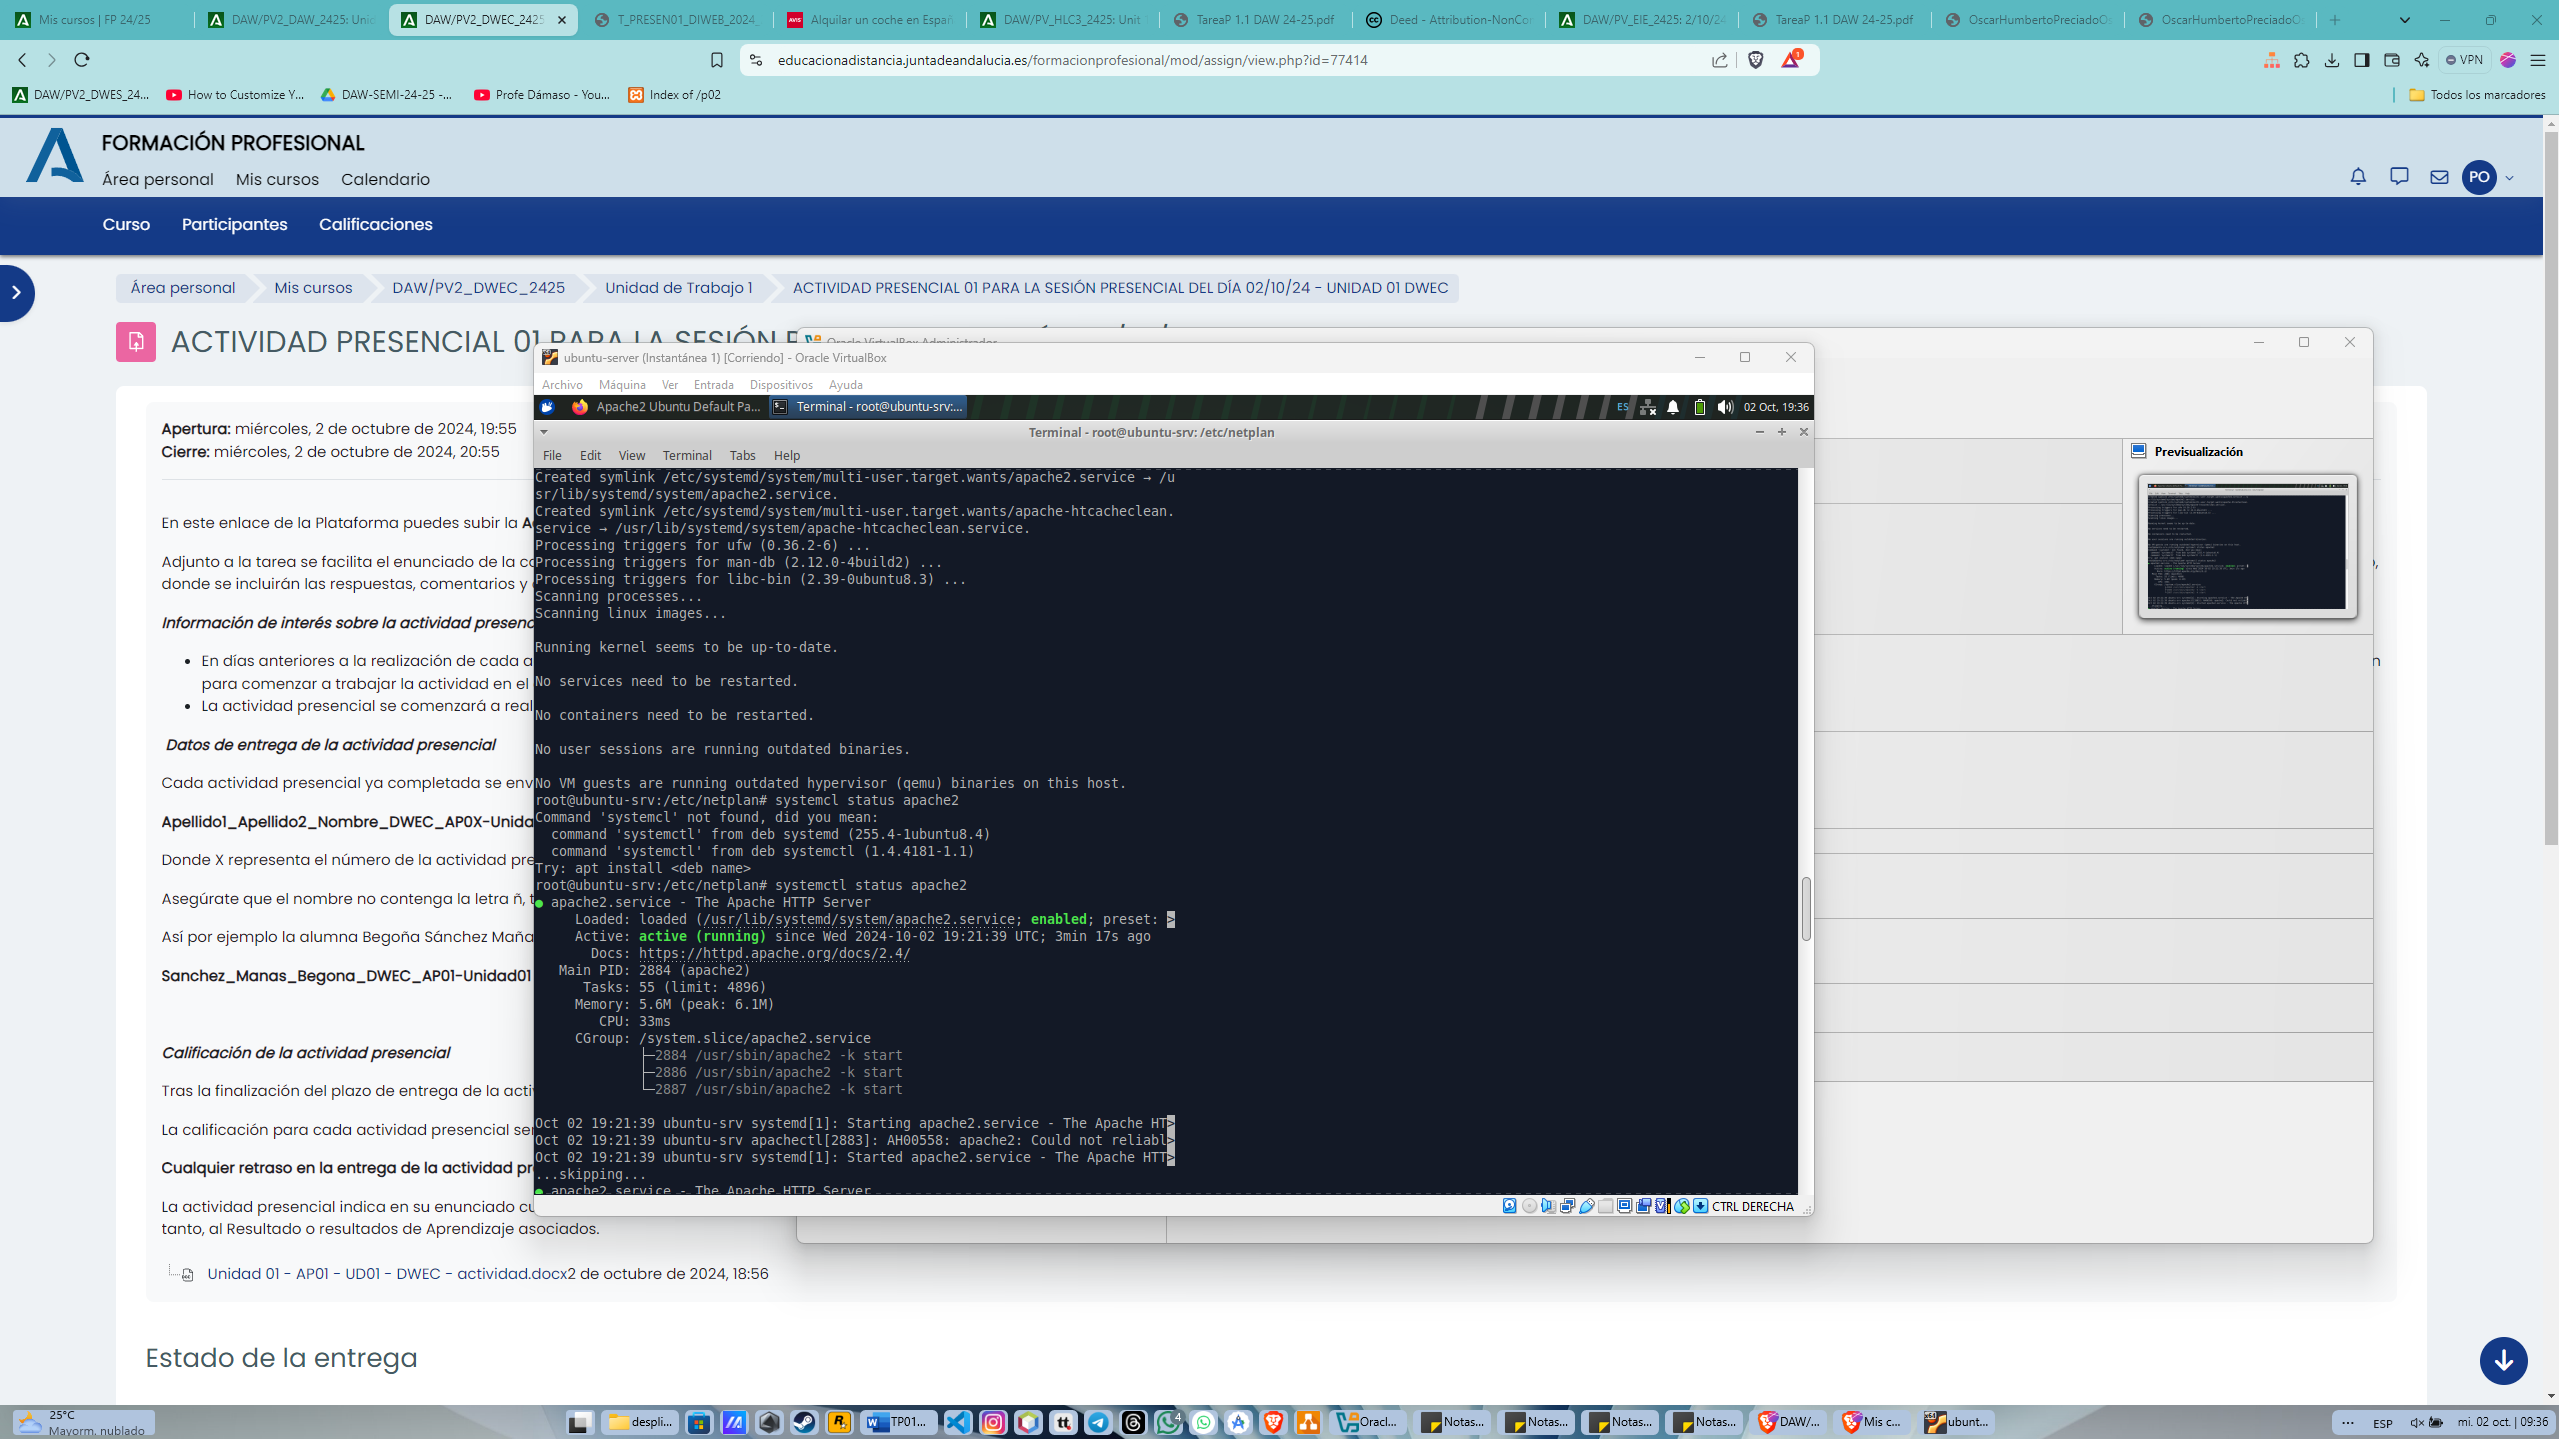 Mis cursos | FP 24/25
DAW/PV2_DAW_2425: Unid
DAW/PV2_DWEC_2425
T_PRESEN01_DIWEB_2024_
Alquilar un coche en Españ
DAW/PV_HLC3_2425: Unit
TareaP 1.1 DAW 24-25.pdf
Deed - Attribution-NonCon
DAW/PV_EIE_2425: 2/10/24
TareaP 1.1 DAW 24-25.pdf
OscarHumbertoPreciadoO
OscarHumbertoPreciadoO
educacionadistancia.juntadeandalucia.es/formacionprofesional/mod/assign/view.php?id=77414
VPN
DAW/PV2_DWES_24...
How to Customize Y...
DAW-SEMI-24-25 -...
Profe Dámaso - You...
Index of /p02
Todos los marcadores
FORMACIÓN PROFESIONAL
Área personal Mis cursos Calendario
PO
Curso Participantes Calificaciones
Área personal Mis cursos DAW/PV2_DWEC_2425 Unidad de Trabajo 1 ACTIVIDAD PRESENCIAL 01 PARA LA SESIÓN PRESENCIAL DEL DÍA 02/10/24 - UNIDAD 01 DWEC
ACTIVIDAD PRESENCIAL 01 PARA LA SESIÓN P
Apertura: miércoles, 2 de octubre de 2024, 19:55
Cierre: miércoles, 2 de octubre de 2024, 20:55
En este enlace de la Plataforma puedes subir la A
Adjunto a la tarea se facilita el enunciado de la co
donde se incluirán las respuestas, comentarios y
Información de interés sobre la actividad presenc
En días anteriores a la realización de cada a
para comenzar a trabajar la actividad en el
La actividad presencial se comenzará a real
Datos de entrega de la actividad presencial
Cada actividad presencial ya completada se env
Apellido1_Apellido2_Nombre_DWEC_AP0X-Unida
Donde X representa el número de la actividad pre
Asegúrate que el nombre no contenga la letra ñ, t
Así por ejemplo la alumna Begoña Sánchez Maña
Sanchez_Manas_Begona_DWEC_AP01-Unidad01
Calificación de la actividad presencial
Tras la finalización del plazo de entrega de la acti
La calificación para cada actividad presencial ser
Cualquier retraso en la entrega de la actividad pr
La actividad presencial indica en su enunciado cu
tanto, al Resultado o resultados de Aprendizaje asociados.
Unidad 01 - AP01 - UD01 - DWEC - actividad.docx2 de octubre de 2024, 18:56
Estado de la entrega
Oracle VirtualBox Administrador
Previsualización
ubuntu-server (Instantánea 1) [Corriendo] - Oracle VirtualBox
Archivo Máquina Ver Entrada Dispositivos Ayuda
Apache2 Ubuntu Default Pa...
Terminal - root@ubuntu-srv:...
ES
02 Oct, 19:36
Terminal - root@ubuntu-srv: /etc/netplan
File Edit View Terminal Tabs Help
Created symlink /etc/systemd/system/multi-user.target.wants/apache2.service → /u
sr/lib/systemd/system/apache2.service.
Created symlink /etc/systemd/system/multi-user.target.wants/apache-htcacheclean.
service → /usr/lib/systemd/system/apache-htcacheclean.service.
Processing triggers for ufw (0.36.2-6) ...
Processing triggers for man-db (2.12.0-4build2) ...
Processing triggers for libc-bin (2.39-0ubuntu8.3) ...
Scanning processes...
Scanning linux images...
Running kernel seems to be up-to-date.
No services need to be restarted.
No containers need to be restarted.
No user sessions are running outdated binaries.
No VM guests are running outdated hypervisor (qemu) binaries on this host.
root@ubuntu-srv:/etc/netplan# systemcl status apache2
Command 'systemcl' not found, did you mean:
command 'systemctl' from deb systemd (255.4-1ubuntu8.4)
command 'systemctl' from deb systemctl (1.4.4181-1.1)
Try: apt install <deb name>
root@ubuntu-srv:/etc/netplan# systemctl status apache2
● apache2.service - The Apache HTTP Server
Loaded: loaded (/usr/lib/systemd/system/apache2.service; enabled; preset: >
Active: active (running) since Wed 2024-10-02 19:21:39 UTC; 3min 17s ago
Docs: https://httpd.apache.org/docs/2.4/
Main PID: 2884 (apache2)
Tasks: 55 (limit: 4896)
Memory: 5.6M (peak: 6.1M)
CPU: 33ms
CGroup: /system.slice/apache2.service
├─2884 /usr/sbin/apache2 -k start
├─2886 /usr/sbin/apache2 -k start
└─2887 /usr/sbin/apache2 -k start
Oct 02 19:21:39 ubuntu-srv systemd[1]: Starting apache2.service - The Apache HT>
Oct 02 19:21:39 ubuntu-srv apachectl[2883]: AH00558: apache2: Could not reliabl>
Oct 02 19:21:39 ubuntu-srv systemd[1]: Started apache2.service - The Apache HTT>
...skipping...
● apache2.service - The Apache HTTP Server
CTRL DERECHA
25°C
Mayorm. nublado
despli...
TP01...
Oracl...
Notas...
Notas...
Notas...
Notas...
DAW/...
Mis c...
ubunt...
ESP
mi. 02 oct. | 09:36